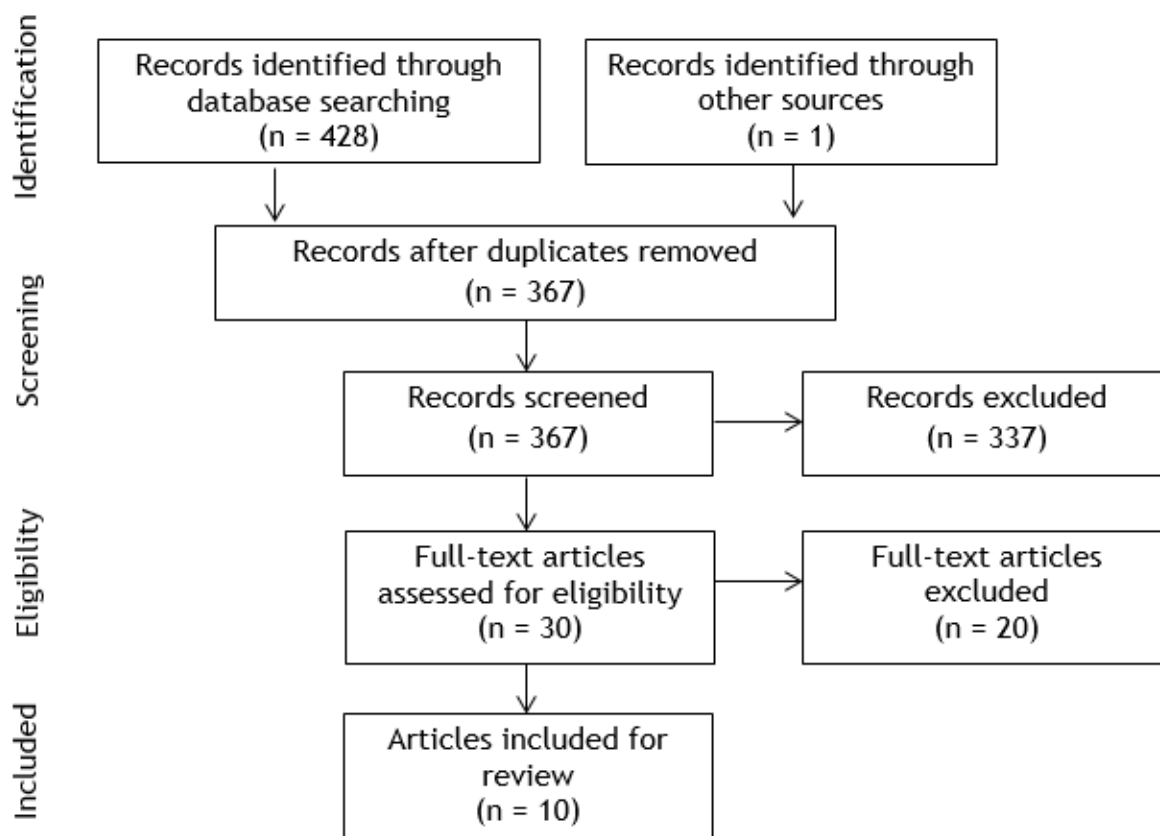 Identification
Records identified through
database searching
(n = 428)
Records identified through
other sources
(n = 1)
Records after duplicates removed
(n = 367)
Screening
Records screened
(n = 367)
Records excluded
(n = 337)
Eligibility
Full-text articles
assessed for eligibility
(n = 30)
Full-text articles
excluded
(n = 20)
Included
Articles included for
review
(n = 10)